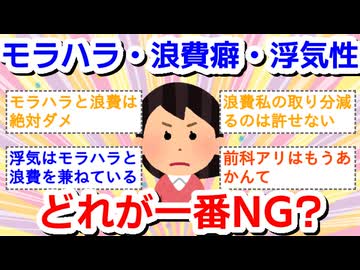 モラハラ・浪費癖・浮気性
モラハラと浪費は
絶対ダメ
浪費私の取り分減
るのは許せない
浮気はモラハラと
浪費を兼ねている
前科アリはもうあ
かんて
どれが一番NG?